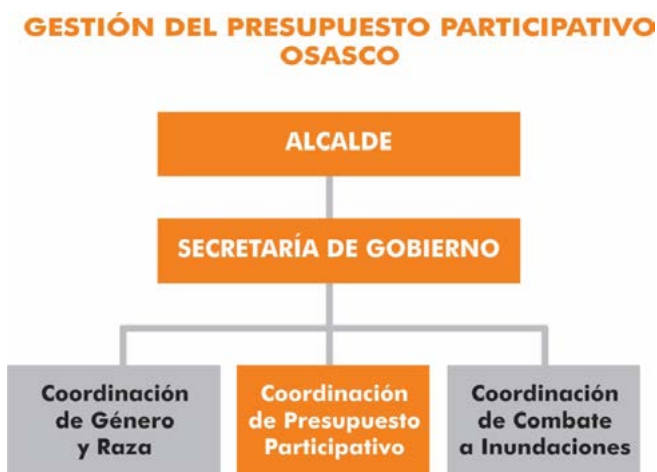 GESTIÓN DEL PRESUPUESTO PARTICIPATIVO
OSASCO
ALCALDE
SECRETARÍA DE GOBIERNO
Coordinación
de Género
y Raza
Coordinación
de Presupuesto
Participativo
Coordinación
de Combate
a Inundaciones